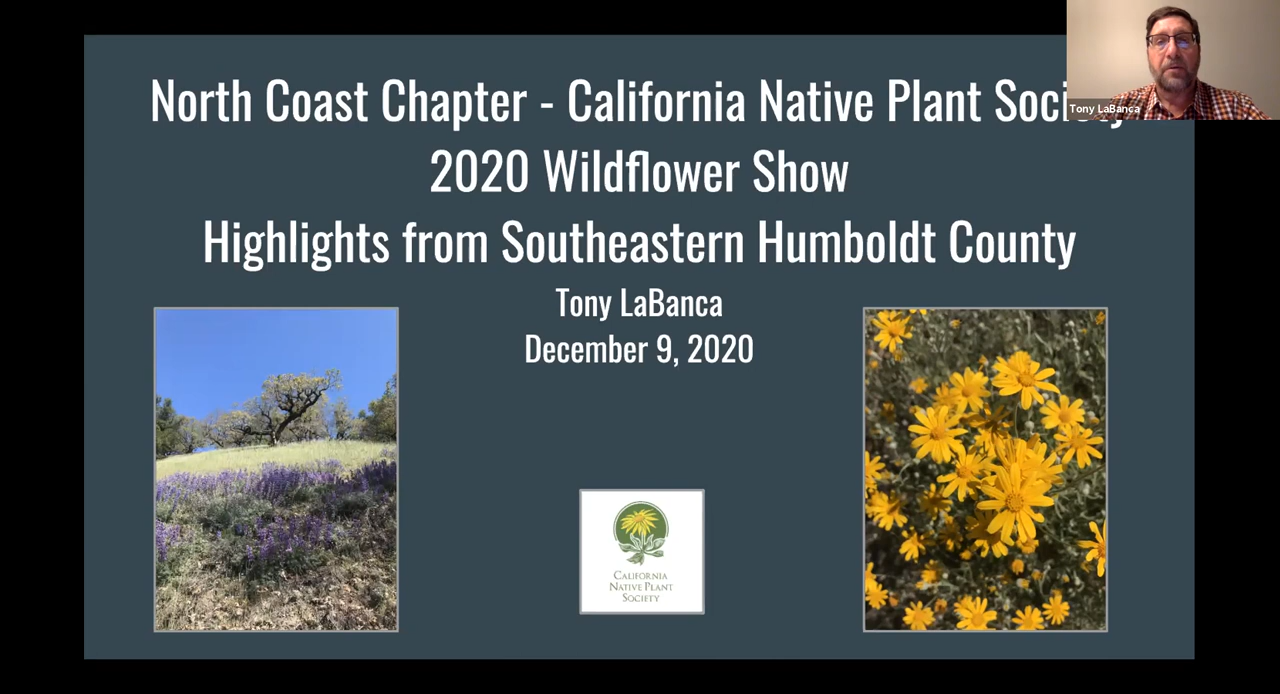 North Coast Chapter - California Native Plant Society
2020 Wildflower Show
Highlights from Southeastern Humboldt County
Tony LaBanca
December 9, 2020
CALIFORNIA
NATIVE PLANT
SOCIETY
Tony LaBanca